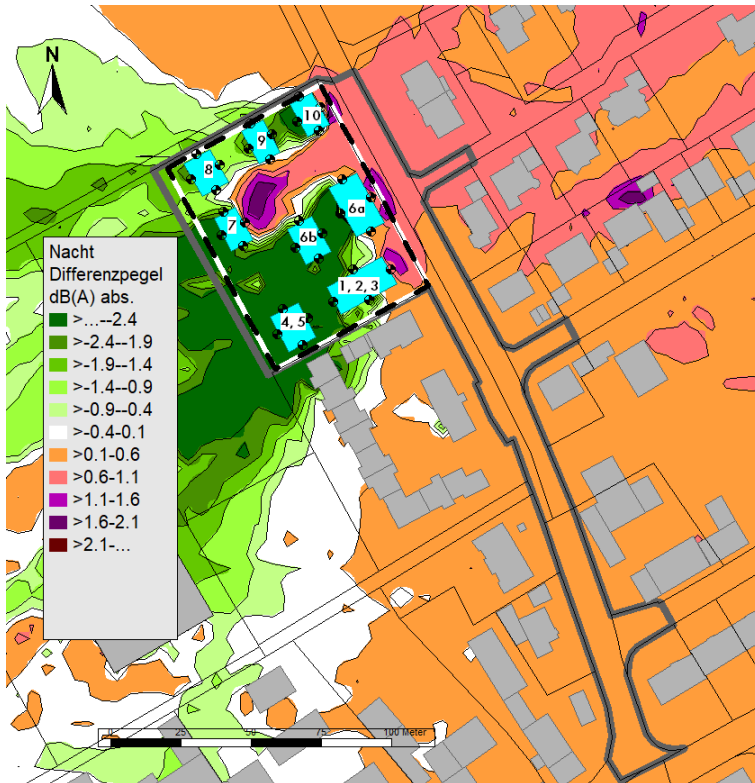 N
10
9
8
6a
7
6b
1, 2, 3
4, 5
Nacht
Differenzpegel
dB(A) abs.
>...--2.4
>-2.4--1.9
>-1.9--1.4
>-1.4--0.9
>-0.9--0.4
>-0.4-0.1
>0.1-0.6
>0.6-1.1
>1.1-1.6
>1.6-2.1
>2.1-...
0 25 50 75 100 Meter